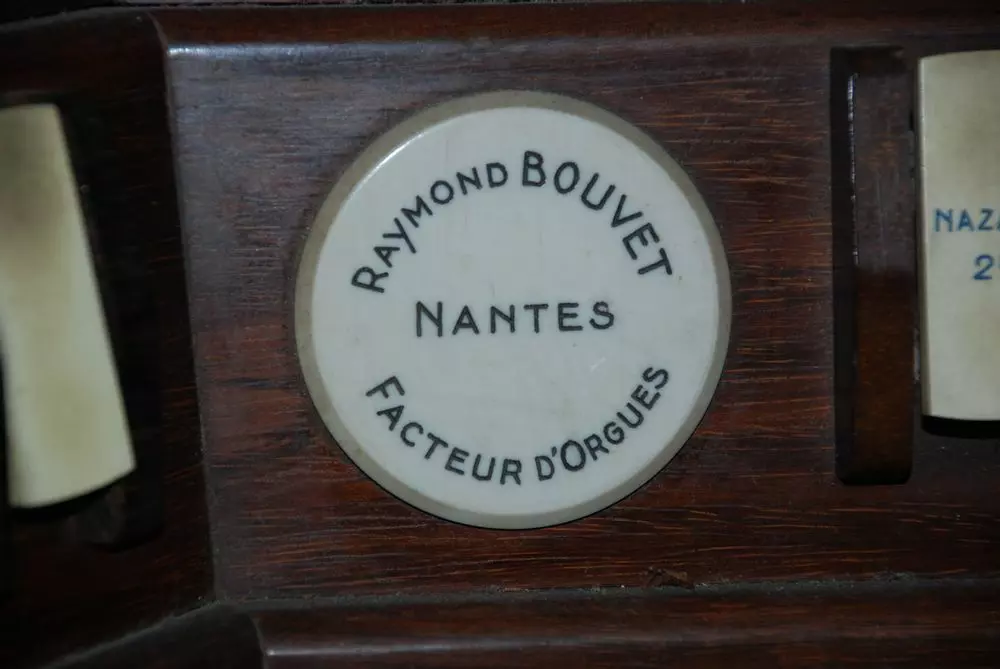 RAYMOND BOUVET
NANTES
FACTEUR D'ORGUES